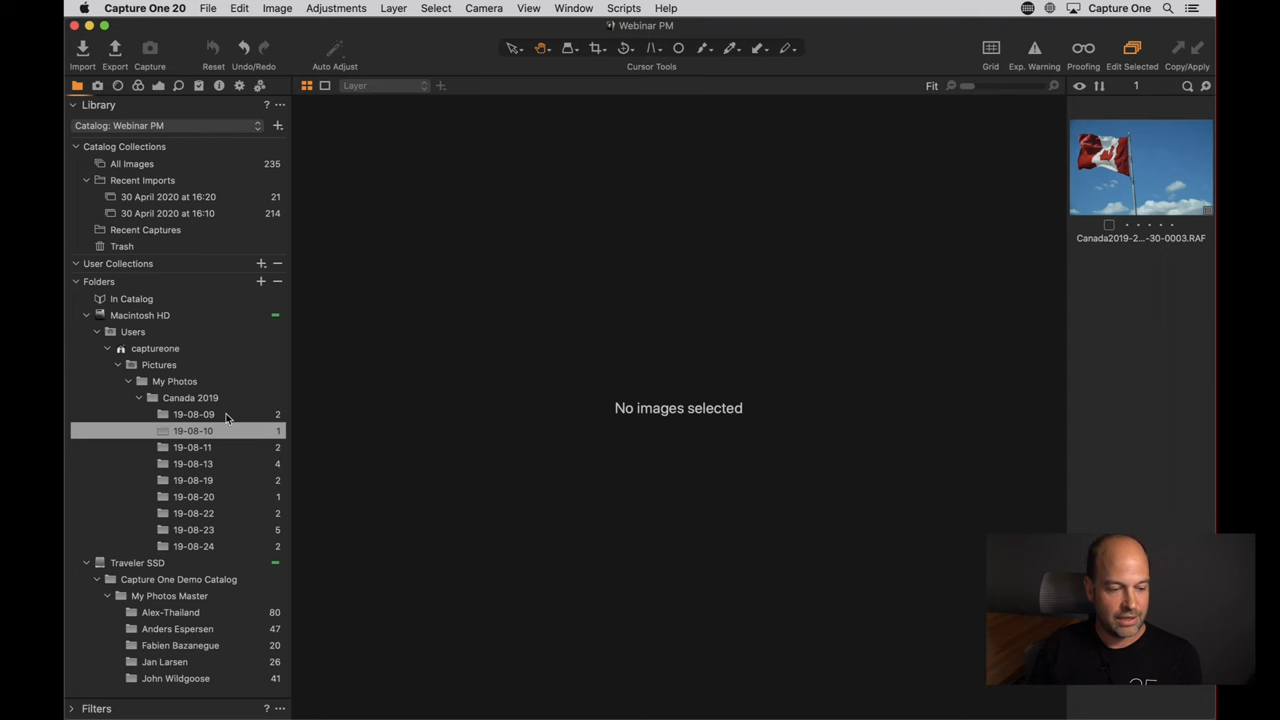 Capture One 20 File Edit Image Adjustments Layer Select Camera View Window Scripts Help Capture One
Webinar PM
Import Export Capture Reset Undo/Redo Auto Adjust Cursor Tools Grid Exp. Warning Proofing Edit Selected Copy/Apply
Layer Fit 1
Library ?
Catalog: Webinar PM
Catalog Collections
All Images 235
Recent Imports
30 April 2020 at 16:20 21
30 April 2020 at 16:10 214
Recent Captures
Trash
User Collections
Folders
In Catalog
Macintosh HD
Users
captureone
Pictures
My Photos
Canada 2019
19-08-09 2
19-08-10 1
19-08-11 2
19-08-13 4
19-08-19 2
19-08-20 1
19-08-22 2
19-08-23 5
19-08-24 2
Traveler SSD
Capture One Demo Catalog
My Photos Master
Alex-Thailand 80
Anders Espersen 47
Fabien Bazanegue 20
Jan Larsen 26
John Wildgoose 41
Filters ?
No images selected
Canada2019-2...-30-0003.RAF